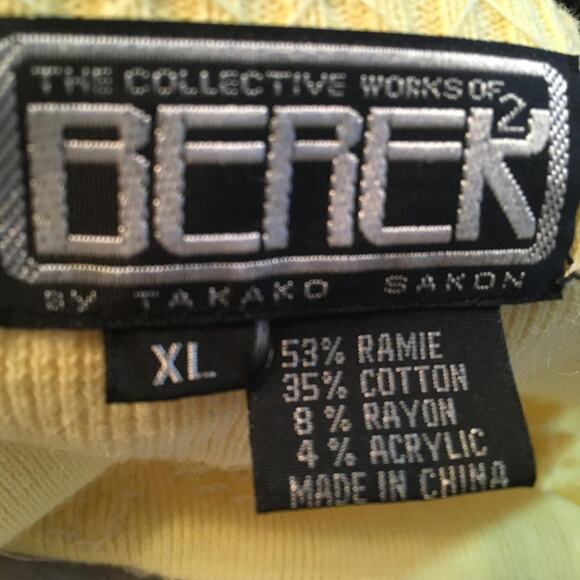 THE COLLECTIVE WORKS OF
BEREK 2
BY TAKAKO SAKON
XL
53% RAMIE
35% COTTON
8% RAYON
4% ACRYLIC
MADE IN CHINA